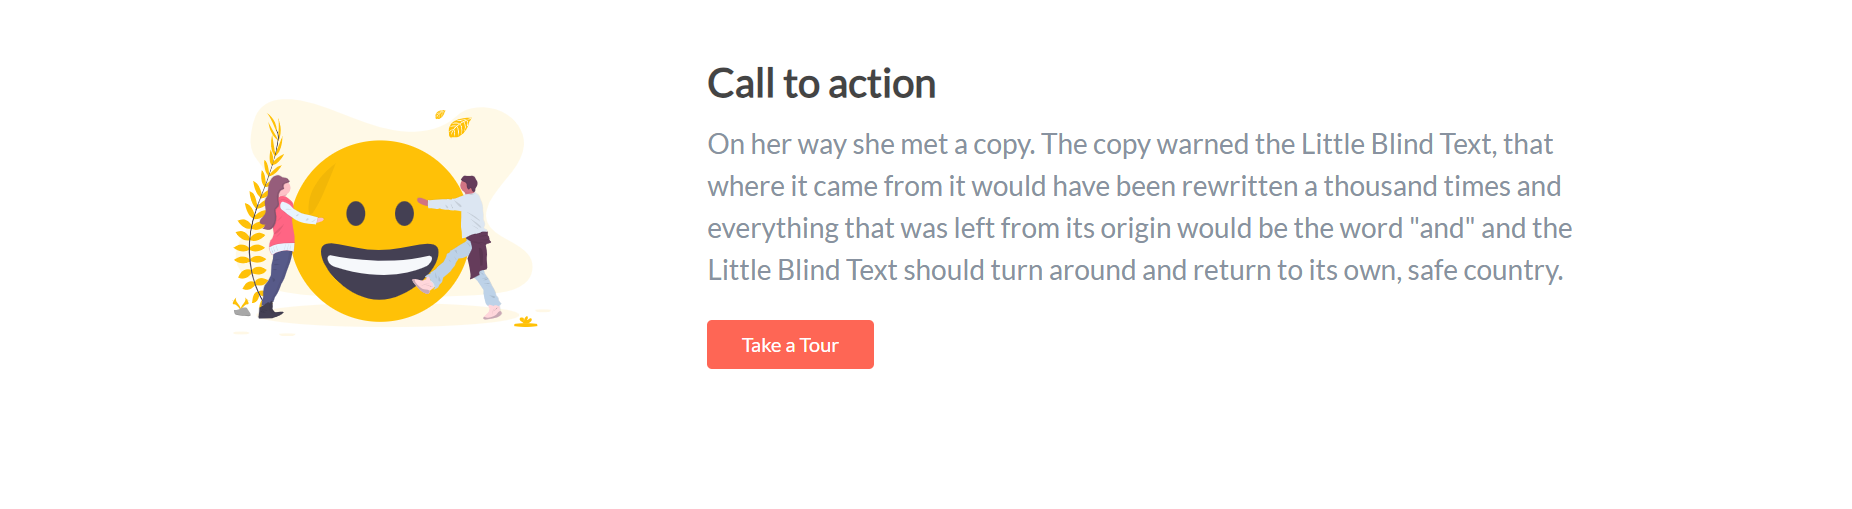 Call to action
On her way she met a copy. The copy warned the Little Blind Text, that
where it came from it would have been rewritten a thousand times and
everything that was left from its origin would be the word "and" and the
Little Blind Text should turn around and return to its own, safe country.
Take a Tour